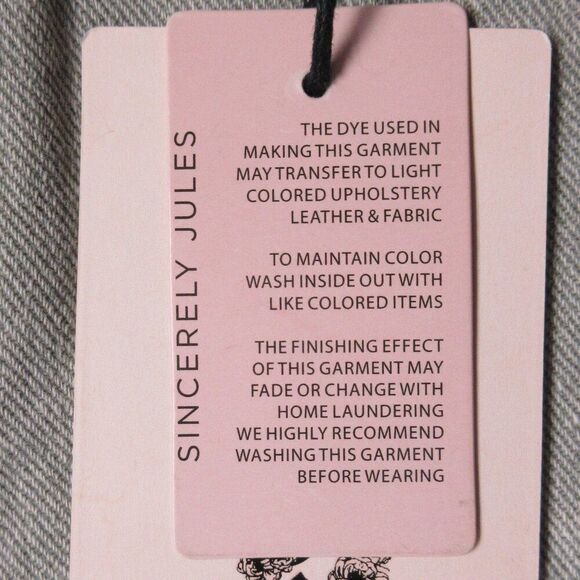 SINCERELY JULES
THE DYE USED IN
MAKING THIS GARMENT
MAY TRANSFER TO LIGHT
COLORED UPHOLSTERY
LEATHER & FABRIC
TO MAINTAIN COLOR
WASH INSIDE OUT WITH
LIKE COLORED ITEMS
THE FINISHING EFFECT
OF THIS GARMENT MAY
FADE OR CHANGE WITH
HOME LAUNDERING
WE HIGHLY RECOMMEND
WASHING THIS GARMENT
BEFORE WEARING